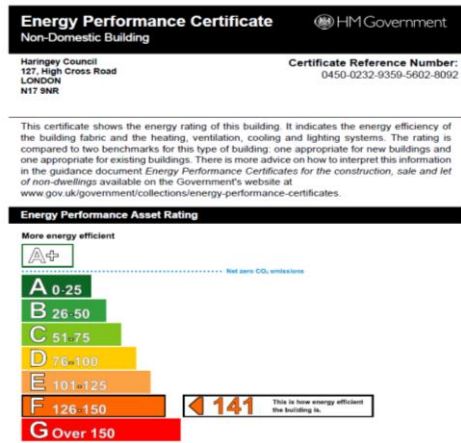 Energy Performance Certificate
HM Government
Non-Domestic Building
Haringey Council
127, High Cross Road
LONDON
N17 9NR
Certificate Reference Number:
0450-0232-9359-5602-8092
This certificate shows the energy rating of this building. It indicates the energy efficiency of
the building fabric and the heating, ventilation, cooling and lighting systems. The rating is
compared to two benchmarks for this type of building: one appropriate for new buildings and
one appropriate for existing buildings. There is more advice on how to interpret this information
in the guidance document Energy Performance Certificates for the construction, sale and let
of non-dwellings available on the Government's website at
www.gov.uk/government/collections/energy-performance-certificates.
Energy Performance Asset Rating
More energy efficient
A+
Net zero CO₂ emissions
A 0-25
B 26-50
C 51-75
D 76-100
E 101-125
F 126-150
141
This is how energy efficient
the building is.
G Over 150